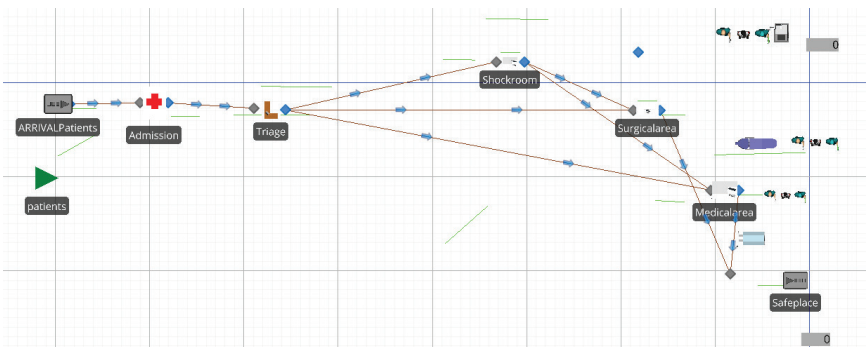 0
Shockroom
ARRIVALPatients
Admission
Triage
Surgicalarea
patients
Medicalarea
Safeplace
0